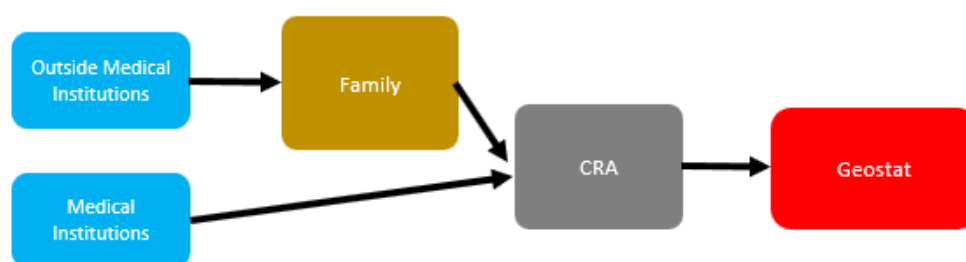 Outside Medical
Institutions
Family
CRA
Geostat
Medical
Institutions